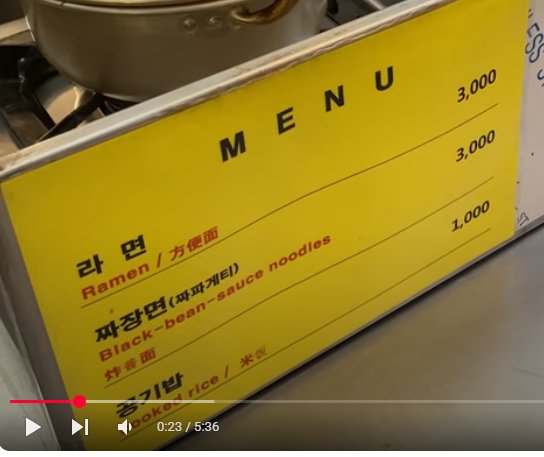 MENU
라 면 3,000
Ramen / 方便面
짜장면(짜파게티) 3,000
Black-bean-sauce noodles
炸酱面
공기밥 1,000
Cooked rice / 米饭
0:23 / 5:36